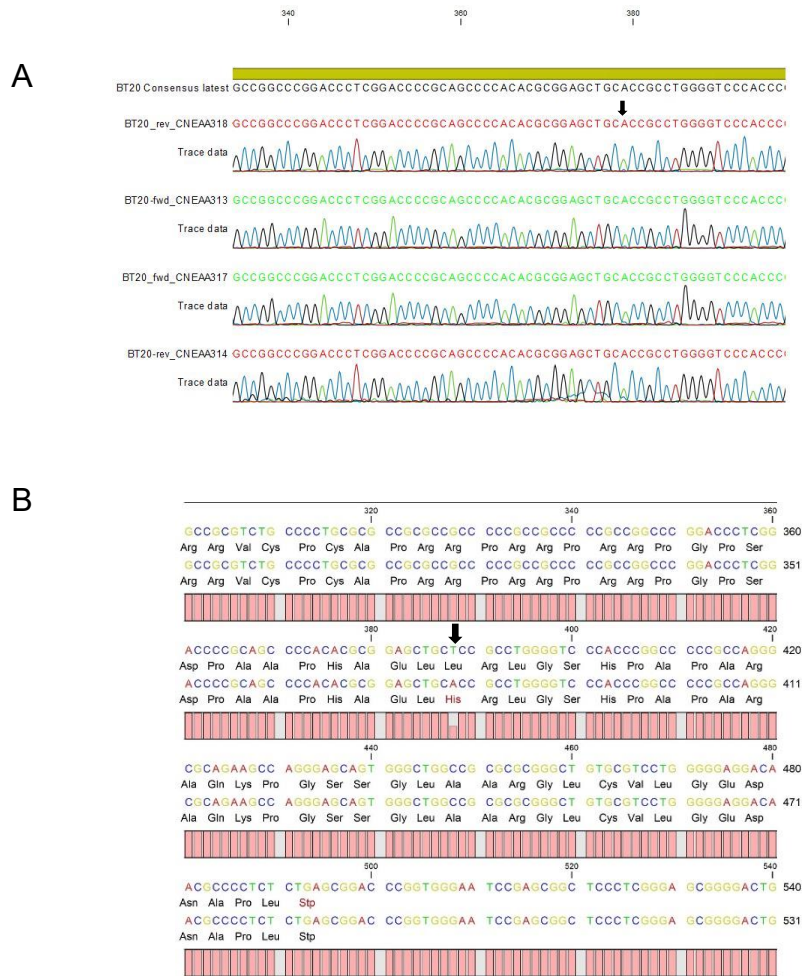 340 360 380
A
BT20 Consensus latest GCCGGCCCGGACCCTCGGACCCCGCAGCCCCACACGCGGAGCTGCACCGCCTGGGGTCCCACCC
BT20_rev_CNEAA318 GCCGGCCCGGACCCTCGGACCCCGCAGCCCCACACGCGGAGCTGCACCGCCTGGGGTCCCACCC
Trace data
BT20-fwd_CNEAA313 GCCGGCCCGGACCCTCGGACCCCGCAGCCCCACACGCGGAGCTGCACCGCCTGGGGTCCCACCC
Trace data
BT20_fwd_CNEAA317 GCCGGCCCGGACCCTCGGACCCCGCAGCCCCACACGCGGAGCTGCACCGCCTGGGGTCCCACCC
Trace data
BT20-rev_CNEAA314 GCCGGCCCGGACCCTCGGACCCCGCAGCCCCACACGCGGAGCTGCACCGCCTGGGGTCCCACCC
Trace data
B
320 340 360
GCCGCGTCTG CCCCTGCGCG CCGCGCCGCC CCCGCCGCCC CCGCCGGCCC GGACCCTCGG 360
Arg Arg Val Cys Pro Cys Ala Pro Arg Arg Pro Arg Arg Pro Arg Arg Pro Gly Pro Ser
GCCGCGTCTG CCCCTGCGCG CCGCGCCGCC CCCGCCGCCC CCGCCGGCCC GGACCCTCGG 351
Arg Arg Val Cys Pro Cys Ala Pro Arg Arg Pro Arg Arg Pro Arg Arg Pro Gly Pro Ser
380 400 420
ACCCCGCAGC CCCACACGCG GAGCTGCTCC GCCTGGGGTC CCACCCGGCC CCCGCCAGGG 420
Asp Pro Ala Ala Pro His Ala Glu Leu Leu Arg Leu Gly Ser His Pro Ala Pro Ala Arg
ACCCCGCAGC CCCACACGCG GAGCTGCACC GCCTGGGGTC CCACCCGGCC CCCGCCAGGG 411
Asp Pro Ala Ala Pro His Ala Glu Leu His Arg Leu Gly Ser His Pro Ala Pro Ala Arg
440 460 480
CGCAGAAGCC AGGGAGCAGT GGGCTGGCCG CGCGCGGGCT GTGCGTCCTG GGGGAGGACA 480
Ala Gln Lys Pro Gly Ser Ser Gly Leu Ala Ala Arg Gly Leu Cys Val Leu Gly Glu Asp
CGCAGAAGCC AGGGAGCAGT GGGCTGGCCG CGCGCGGGCT GTGCGTCCTG GGGGAGGACA 471
Ala Gln Lys Pro Gly Ser Ser Gly Leu Ala Ala Arg Gly Leu Cys Val Leu Gly Glu Asp
500 520 540
ACGCCCCTCT CTGAGCGGAC CCGGTGGGAA TCCGAGCGGC TCCCTCGGGA GCGGGGACTG 540
Asn Ala Pro Leu Stp
ACGCCCCTCT CTGAGCGGAC CCGGTGGGAA TCCGAGCGGC TCCCTCGGGA GCGGGGACTG 531
Asn Ala Pro Leu Stp